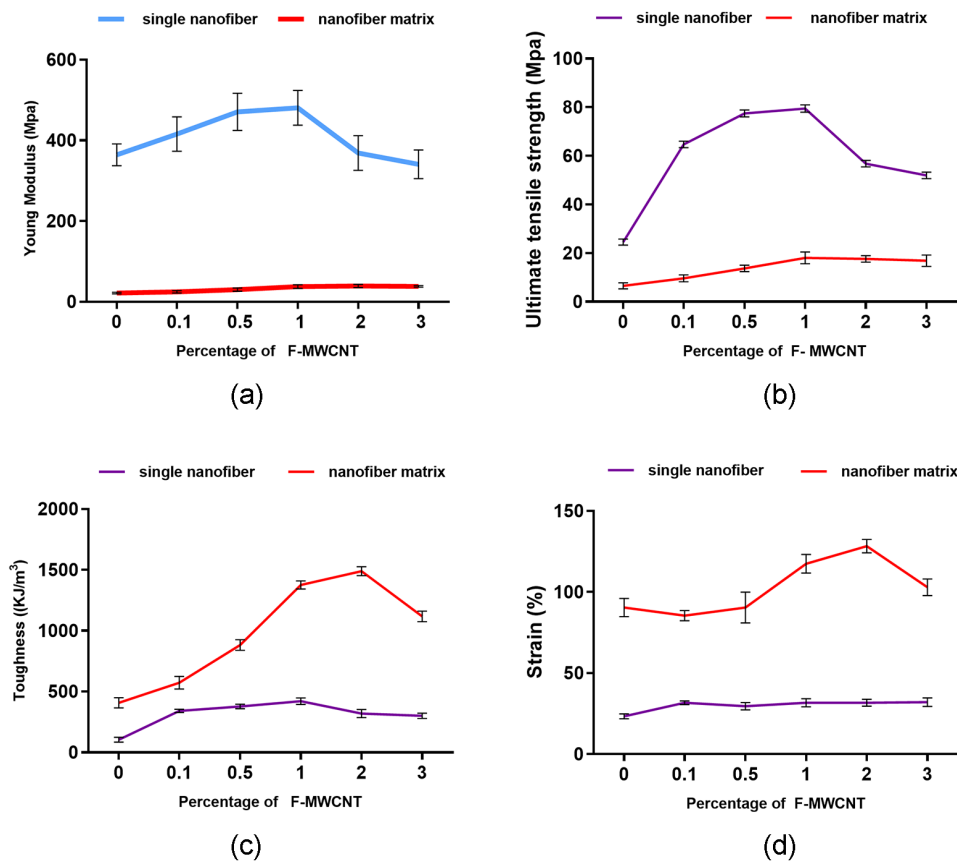 single nanofiber nanofiber matrix
600
400
200
0
Young Modulus (Mpa)
0 0.1 0.5 1 2 3
Percentage of F-MWCNT
(a)
single nanofiber nanofiber matrix
100
80
60
40
20
0
Ultimate tensile strength (Mpa)
0 0.1 0.5 1 2 3
Percentage of F- MWCNT
(b)
single nanofiber nanofiber matrix
2000
1500
1000
500
0
Toughness ((KJ/m³)
0 0.1 0.5 1 2 3
Percentage of F-MWCNT
(c)
single nanofiber nanofiber matrix
150
100
50
0
Strain (%)
0 0.1 0.5 1 2 3
Percentage of F-MWCNT
(d)